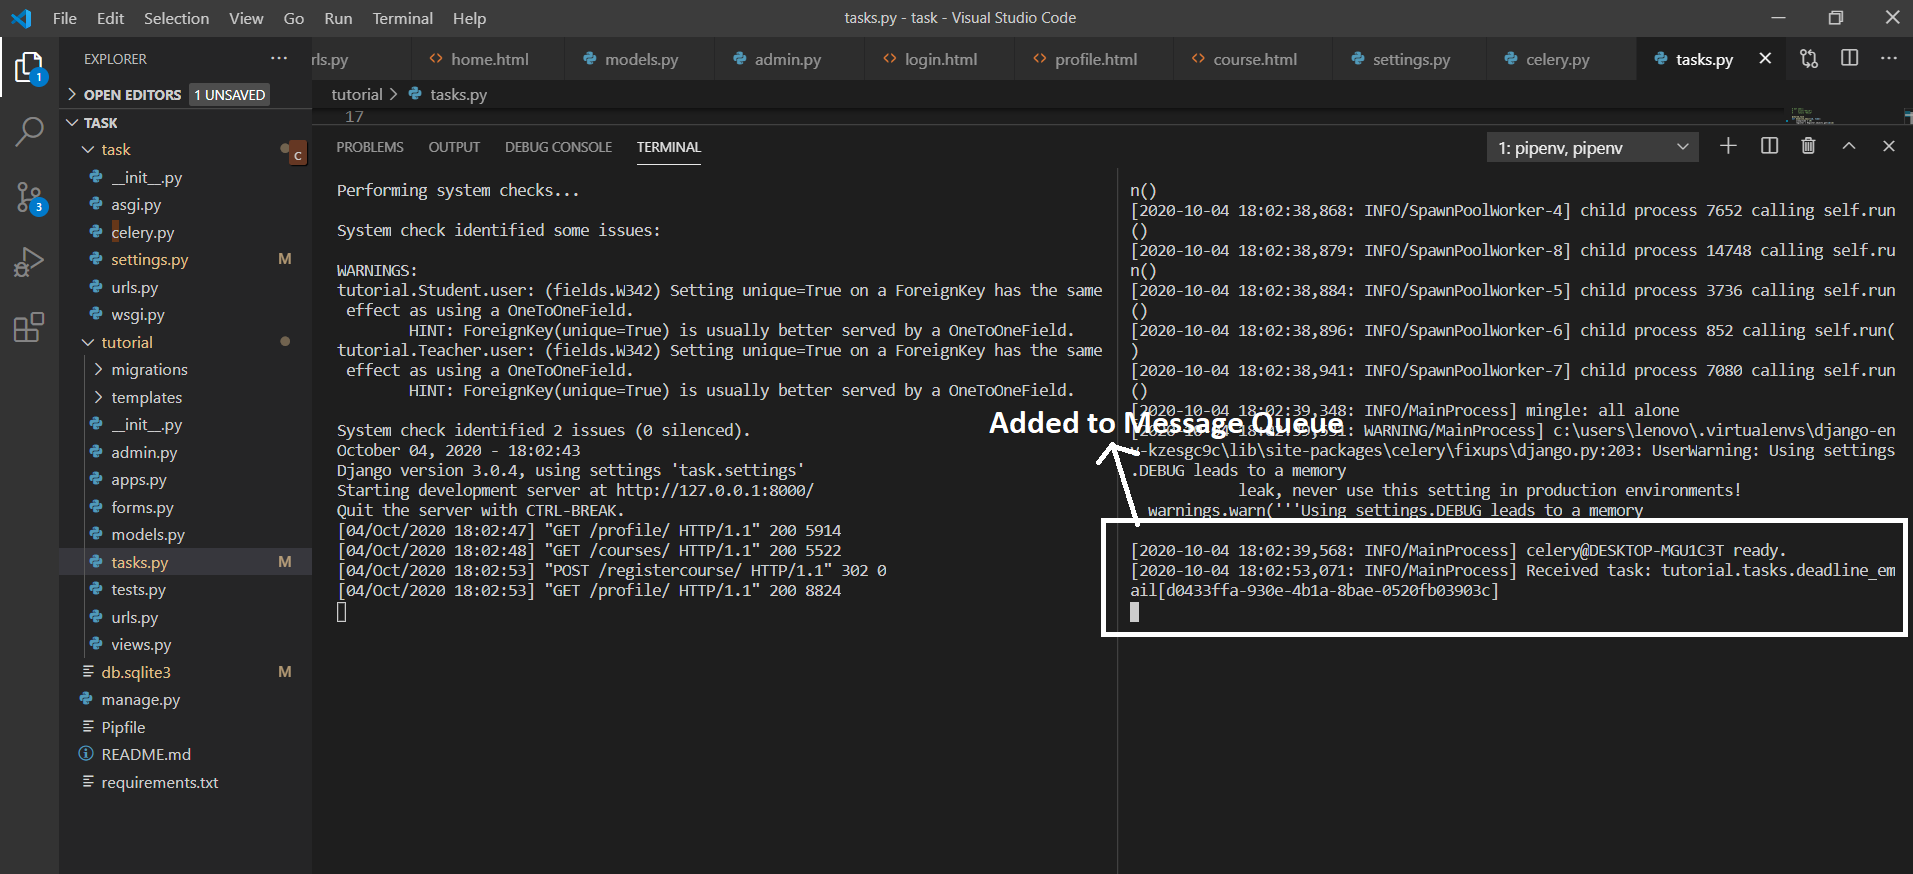 File Edit Selection View Go Run Terminal Help
tasks.py - task - Visual Studio Code
EXPLORER
rls.py home.html models.py admin.py login.html profile.html course.html settings.py celery.py tasks.py
1
OPEN EDITORS 1 UNSAVED
tutorial > tasks.py
17
TASK
task
C
__init__.py
asgi.py
3
celery.py
settings.py M
urls.py
wsgi.py
tutorial
migrations
templates
__init__.py
admin.py
apps.py
forms.py
models.py
tasks.py M
tests.py
urls.py
views.py
db.sqlite3 M
manage.py
Pipfile
README.md
requirements.txt
PROBLEMS OUTPUT DEBUG CONSOLE TERMINAL
1: pipenv, pipenv
Performing system checks...
System check identified some issues:
WARNINGS:
tutorial.Student.user: (fields.W342) Setting unique=True on a ForeignKey has the same
effect as using a OneToOneField.
HINT: ForeignKey(unique=True) is usually better served by a OneToOneField.
tutorial.Teacher.user: (fields.W342) Setting unique=True on a ForeignKey has the same
effect as using a OneToOneField.
HINT: ForeignKey(unique=True) is usually better served by a OneToOneField.
System check identified 2 issues (0 silenced).
October 04, 2020 - 18:02:43
Django version 3.0.4, using settings 'task.settings'
Starting development server at http://127.0.0.1:8000/
Quit the server with CTRL-BREAK.
[04/Oct/2020 18:02:47] "GET /profile/ HTTP/1.1" 200 5914
[04/Oct/2020 18:02:48] "GET /courses/ HTTP/1.1" 200 5522
[04/Oct/2020 18:02:53] "POST /registercourse/ HTTP/1.1" 302 0
[04/Oct/2020 18:02:53] "GET /profile/ HTTP/1.1" 200 8824
n()
[2020-10-04 18:02:38,868: INFO/SpawnPoolWorker-4] child process 7652 calling self.run
()
[2020-10-04 18:02:38,879: INFO/SpawnPoolWorker-8] child process 14748 calling self.ru
n()
[2020-10-04 18:02:38,884: INFO/SpawnPoolWorker-5] child process 3736 calling self.run
()
[2020-10-04 18:02:38,896: INFO/SpawnPoolWorker-6] child process 852 calling self.run(
)
[2020-10-04 18:02:38,941: INFO/SpawnPoolWorker-7] child process 7080 calling self.run
()
[2020-10-04 18:02:39,348: INFO/MainProcess] mingle: all alone
Added to Message Queue
WARNING/MainProcess] c:\users\lenovo\.virtualenvs\django-en
v-kzesgc9c\lib\site-packages\celery\fixups\django.py:203: UserWarning: Using settings
.DEBUG leads to a memory
leak, never use this setting in production environments!
warnings.warn('''Using settings.DEBUG leads to a memory
[2020-10-04 18:02:39,568: INFO/MainProcess] celery@DESKTOP-MGU1C3T ready.
[2020-10-04 18:02:53,071: INFO/MainProcess] Received task: tutorial.tasks.deadline_em
ail[d0433ffa-930e-4b1a-8bae-0520fb03903c]